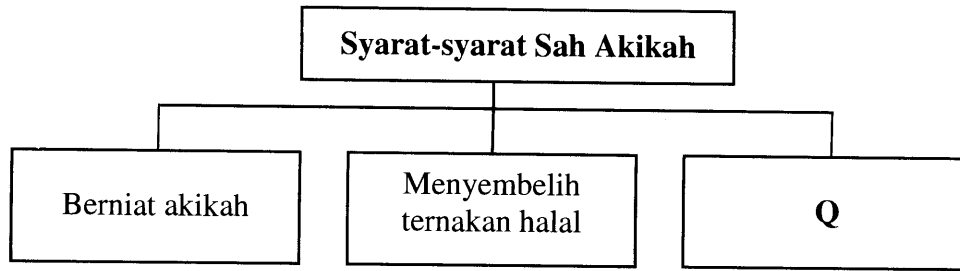 Syarat-syarat Sah Akikah
Berniat akikah
Menyembelih
ternakan halal
Q